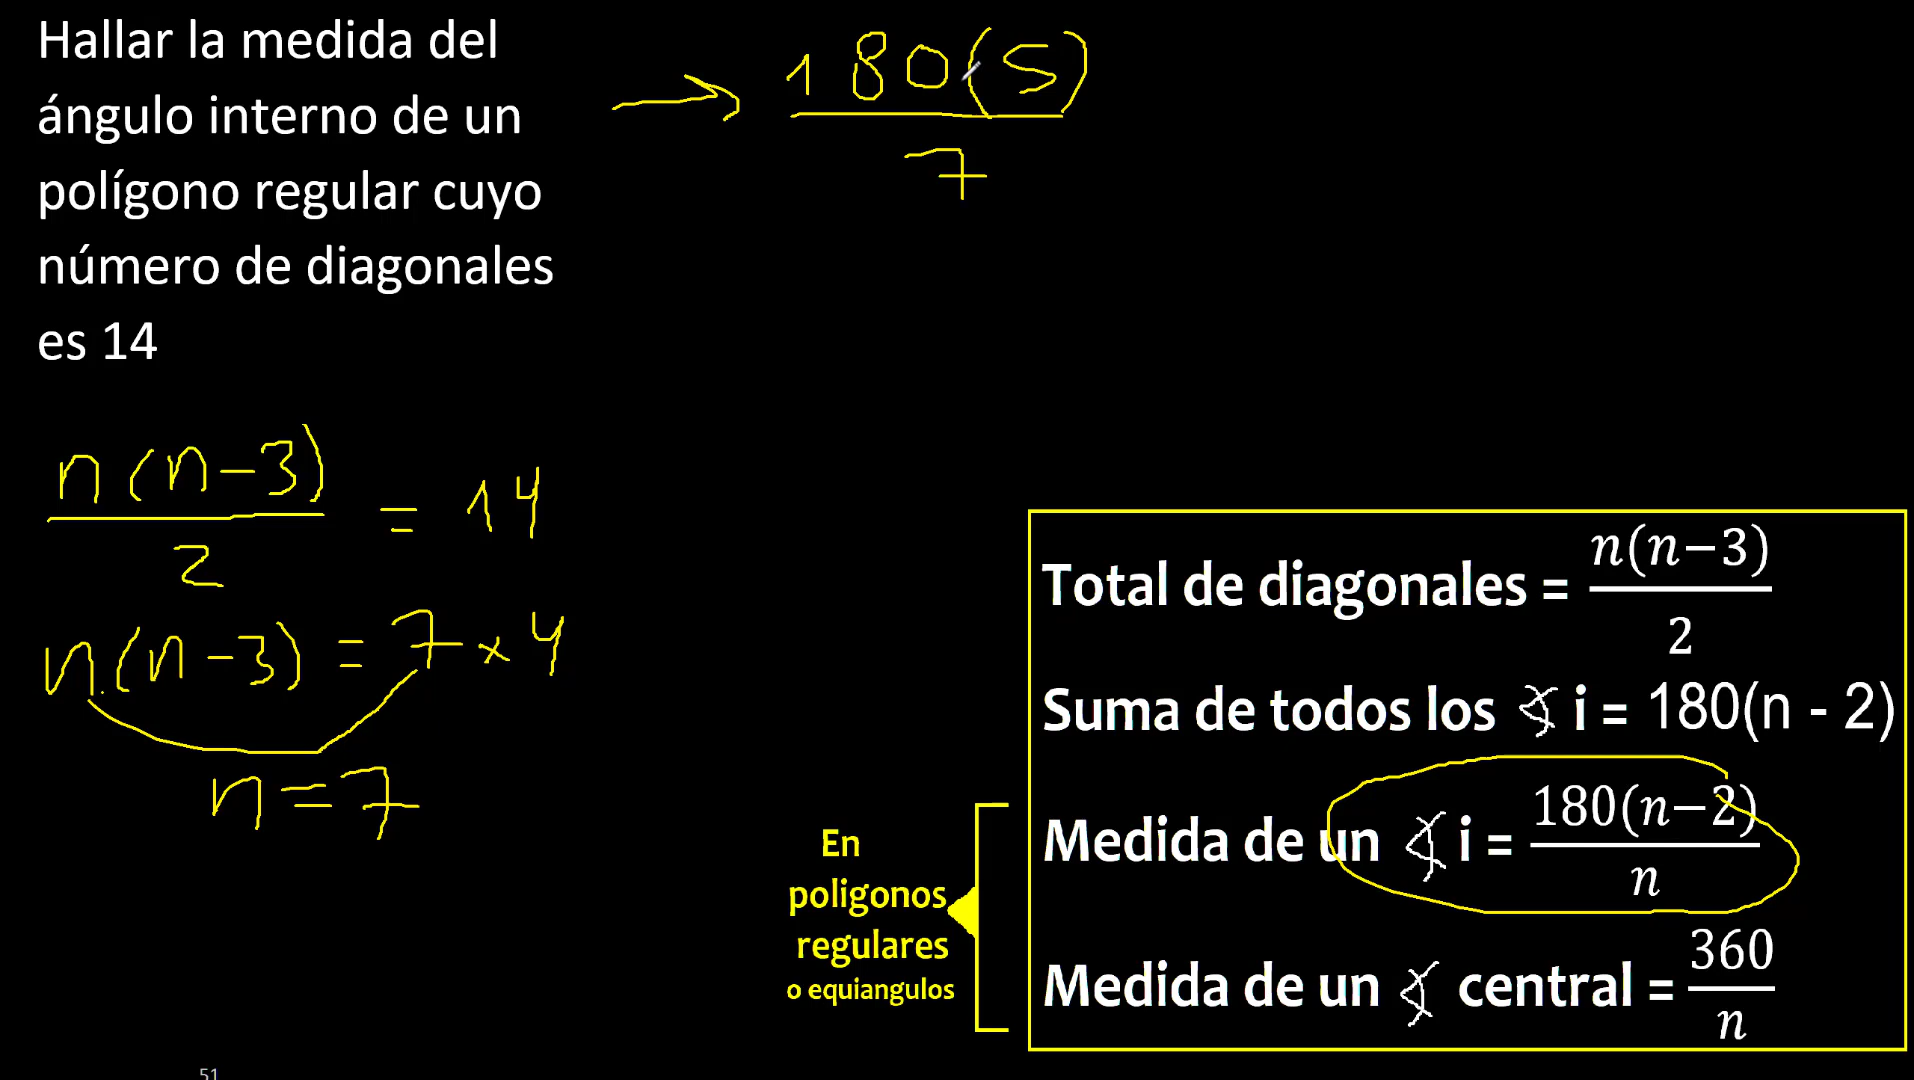 Hallar la medida del
ángulo interno de un
polígono regular cuyo
número de diagonales
es 14
180(5)
7
n(n-3)
2
= 14
n.(n-3) = 7x4
n=7
Total de diagonales = n(n−3)
2
Suma de todos los ∢ i = 180(n - 2)
Medida de un ∢ i = 180(n−2)
n
Medida de un ∢ central = 360
n
En
poligonos
regulares
o equiangulos
51